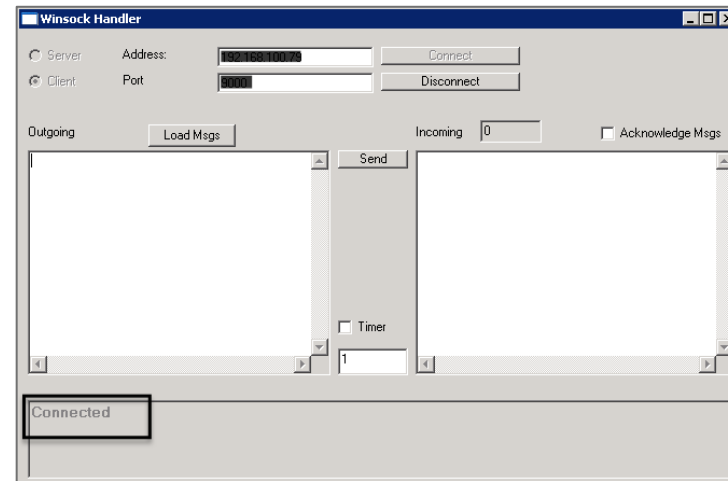 Winsock Handler
Server Address: 192.168.100.79 Connect
Client Port 9000 Disconnect
Outgoing Load Msgs Incoming 0 Acknowledge Msgs
Send
Timer
1
Connected